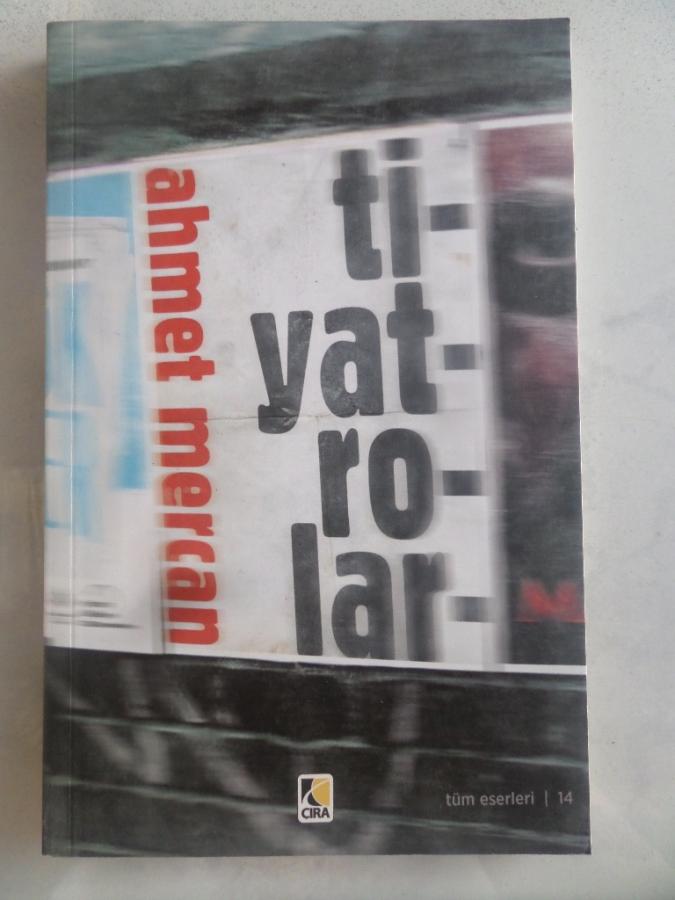 ahmet mercan
ti-
yat-
ro-
lar-
CIRA
tüm eserleri | 14